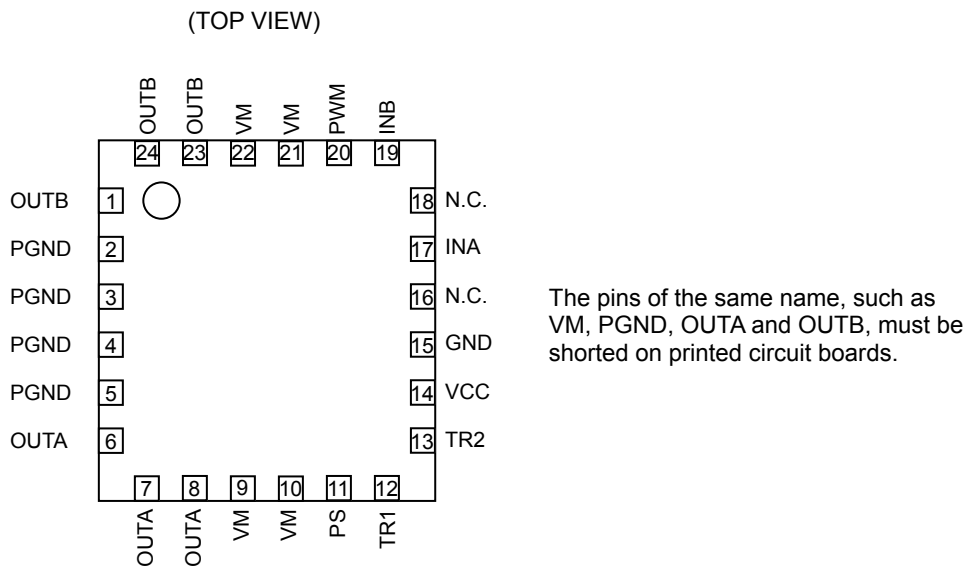 (TOP VIEW)
OUTB
OUTB
VM
VM
PWM
INB
24
23
22
21
20
19
OUTB 1
18 N.C.
PGND 2
17 INA
PGND 3
16 N.C.
PGND 4
15 GND
PGND 5
14 VCC
OUTA 6
13 TR2
7
8
9
10
11
12
OUTA
OUTA
VM
VM
PS
TR1
The pins of the same name, such as
VM, PGND, OUTA and OUTB, must be
shorted on printed circuit boards.